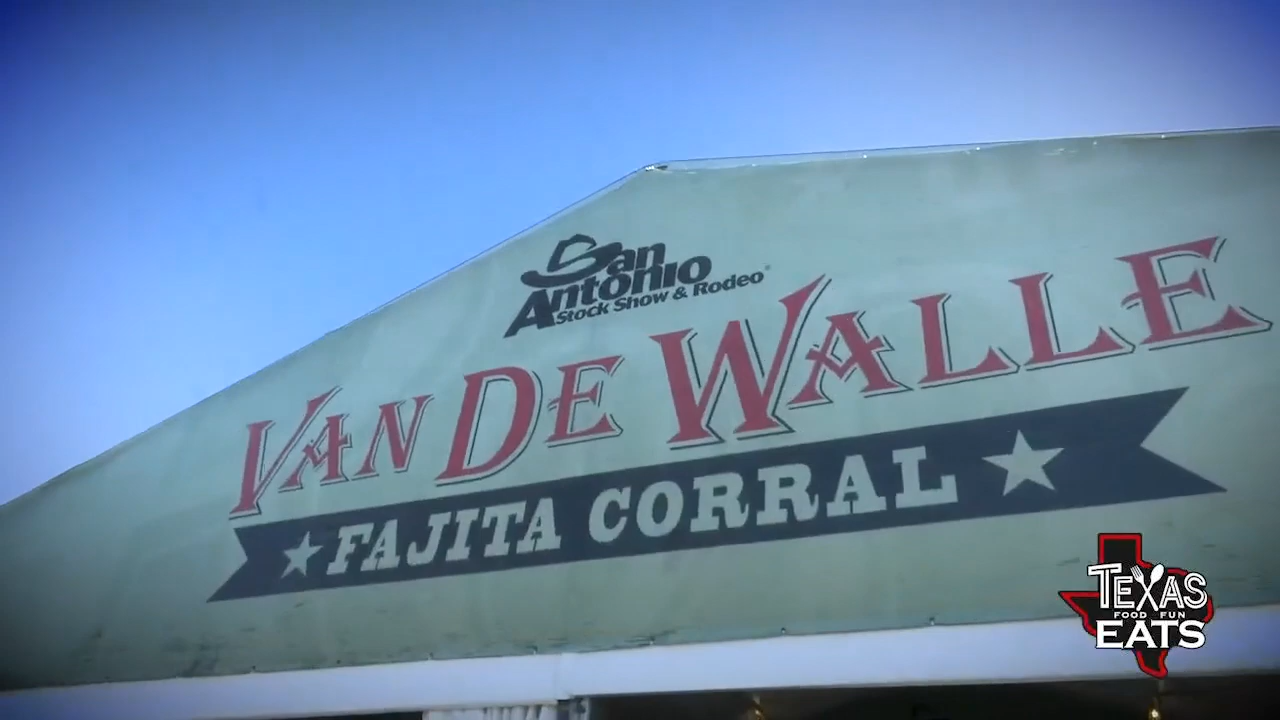 San
Antonio
Stock Show & Rodeo®
VAN DE WALLE
FAJITA CORRAL
TEXAS
FOOD FUN
EATS